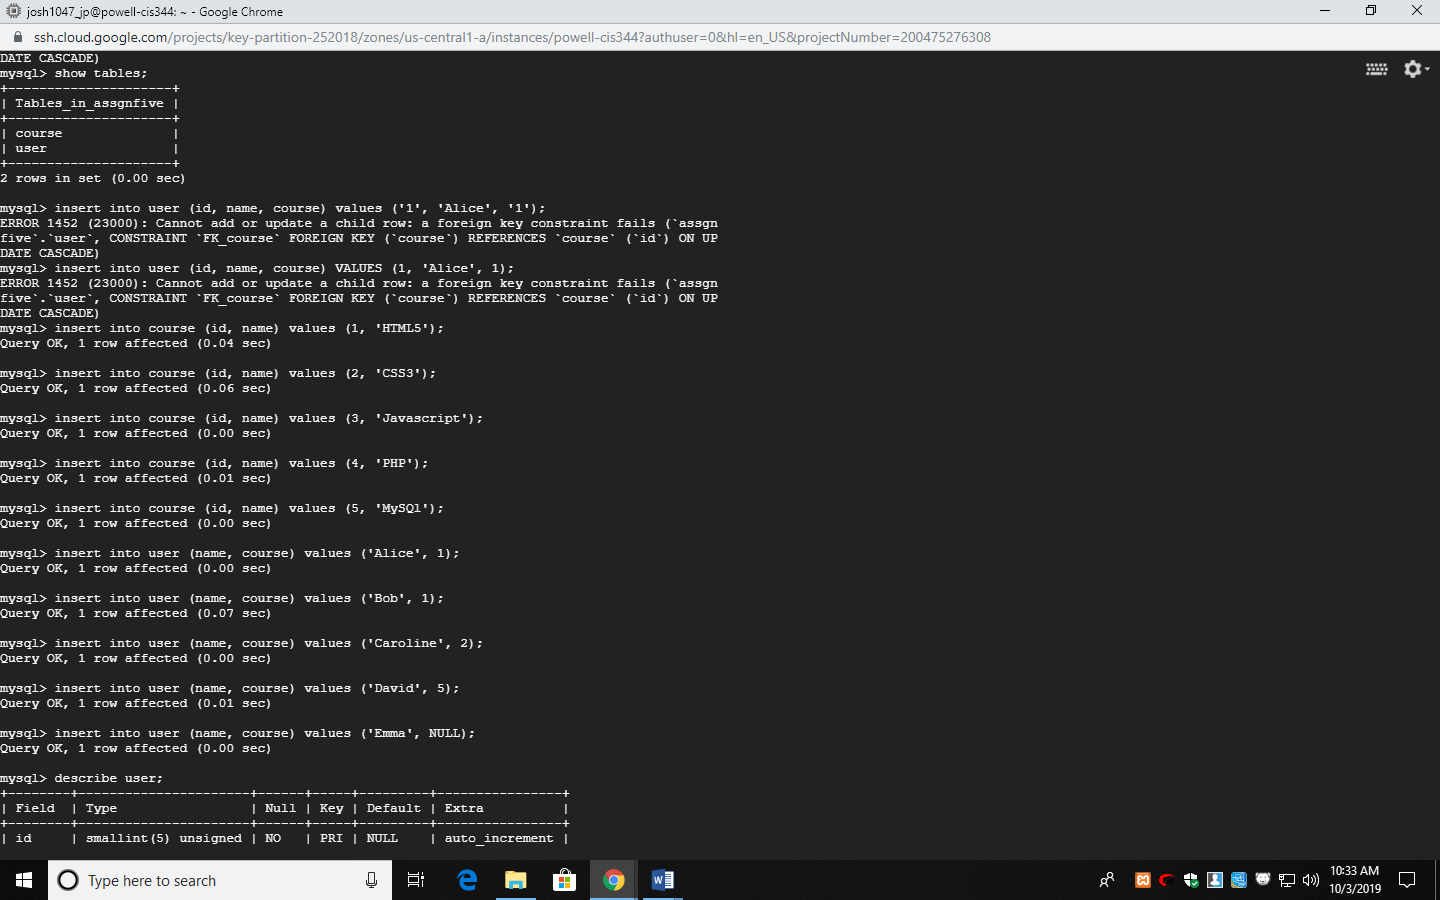 josh1047_jp@powell-cis344: ~ - Google Chrome
ssh.cloud.google.com/projects/key-partition-252018/zones/us-central1-a/instances/powell-cis344?authuser=0&hl=en_US&projectNumber=200475276308
DATE CASCADE)
mysql> show tables;
+---------------------+
| Tables_in_assgnfive |
+---------------------+
| course              |
| user                |
+---------------------+
2 rows in set (0.00 sec)
mysql> insert into user (id, name, course) values ('1', 'Alice', '1');
ERROR 1452 (23000): Cannot add or update a child row: a foreign key constraint fails (`assgn
five`.`user`, CONSTRAINT `FK_course` FOREIGN KEY (`course`) REFERENCES `course` (`id`) ON UP
DATE CASCADE)
mysql> insert into user (id, name, course) VALUES (1, 'Alice', 1);
ERROR 1452 (23000): Cannot add or update a child row: a foreign key constraint fails (`assgn
five`.`user`, CONSTRAINT `FK_course` FOREIGN KEY (`course`) REFERENCES `course` (`id`) ON UP
DATE CASCADE)
mysql> insert into course (id, name) values (1, 'HTML5');
Query OK, 1 row affected (0.04 sec)
mysql> insert into course (id, name) values (2, 'CSS3');
Query OK, 1 row affected (0.06 sec)
mysql> insert into course (id, name) values (3, 'Javascript');
Query OK, 1 row affected (0.00 sec)
mysql> insert into course (id, name) values (4, 'PHP');
Query OK, 1 row affected (0.01 sec)
mysql> insert into course (id, name) values (5, 'MySQl');
Query OK, 1 row affected (0.00 sec)
mysql> insert into user (name, course) values ('Alice', 1);
Query OK, 1 row affected (0.00 sec)
mysql> insert into user (name, course) values ('Bob', 1);
Query OK, 1 row affected (0.07 sec)
mysql> insert into user (name, course) values ('Caroline', 2);
Query OK, 1 row affected (0.00 sec)
mysql> insert into user (name, course) values ('David', 5);
Query OK, 1 row affected (0.01 sec)
mysql> insert into user (name, course) values ('Emma', NULL);
Query OK, 1 row affected (0.00 sec)
mysql> describe user;
+--------+----------------------+------+-----+---------+----------------+
| Field  | Type                 | Null | Key | Default | Extra          |
+--------+----------------------+------+-----+---------+----------------+
| id     | smallint(5) unsigned | NO   | PRI | NULL    | auto_increment |
Type here to search
10:33 AM
10/3/2019